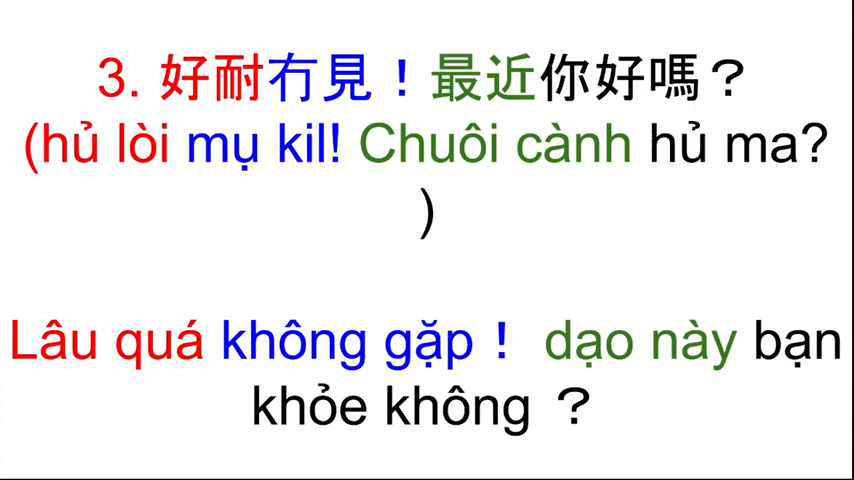 3. 好耐冇見！最近你好嗎？
(hủ lòi mụ kil! Chuôi cành hủ ma?
)
Lâu quá không gặp！ dạo này bạn
khỏe không ？